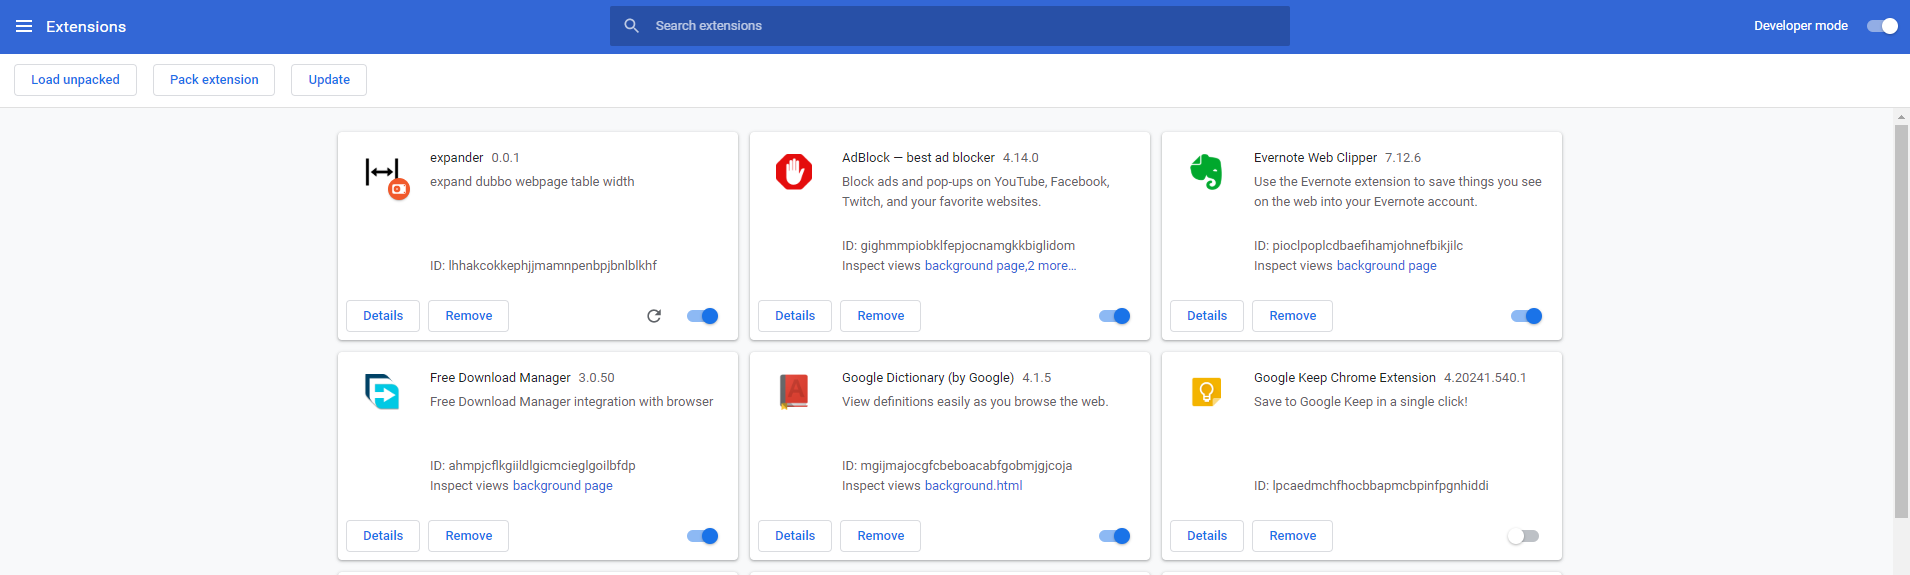 Extensions
Search extensions
Developer mode
Load unpacked
Pack extension
Update
expander 0.0.1
expand dubbo webpage table width
ID: lhhakcokkephjjmamnpenbpjbnlblkhf
Details
Remove
AdBlock — best ad blocker 4.14.0
Block ads and pop-ups on YouTube, Facebook,
Twitch, and your favorite websites.
ID: gighmmpiobklfepjocnamgkkbiglidom
Inspect views background page,2 more...
Details
Remove
Evernote Web Clipper 7.12.6
Use the Evernote extension to save things you see
on the web into your Evernote account.
ID: pioclpoplcdbaefihamjohnefbikjilc
Inspect views background page
Details
Remove
Free Download Manager 3.0.50
Free Download Manager integration with browser
ID: ahmpjcflkgiildlgicmcieglgoilbfdp
Inspect views background page
Details
Remove
A
Google Dictionary (by Google) 4.1.5
View definitions easily as you browse the web.
ID: mgijmajocgfcbeboacabfgobmjgjcoja
Inspect views background.html
Details
Remove
Google Keep Chrome Extension 4.20241.540.1
Save to Google Keep in a single click!
ID: lpcaedmchfhocbbapmcbpinfpgnhiddi
Details
Remove